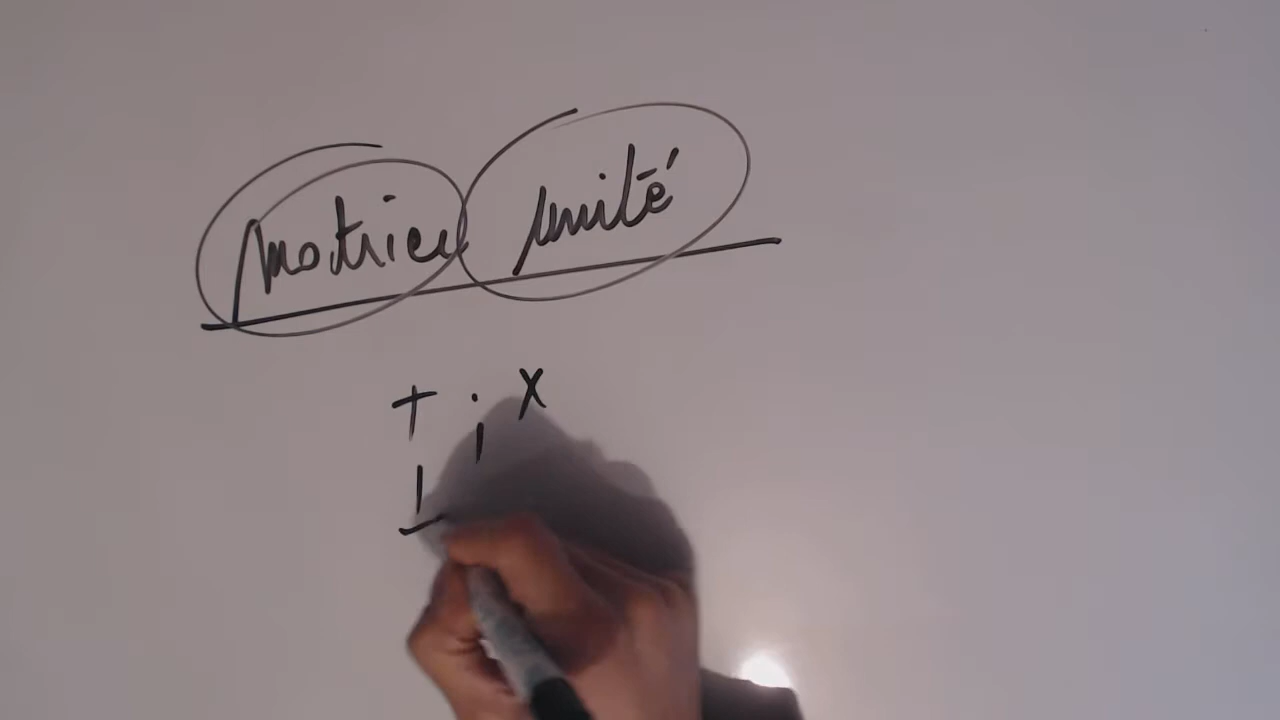 matrice unité
+ ; x